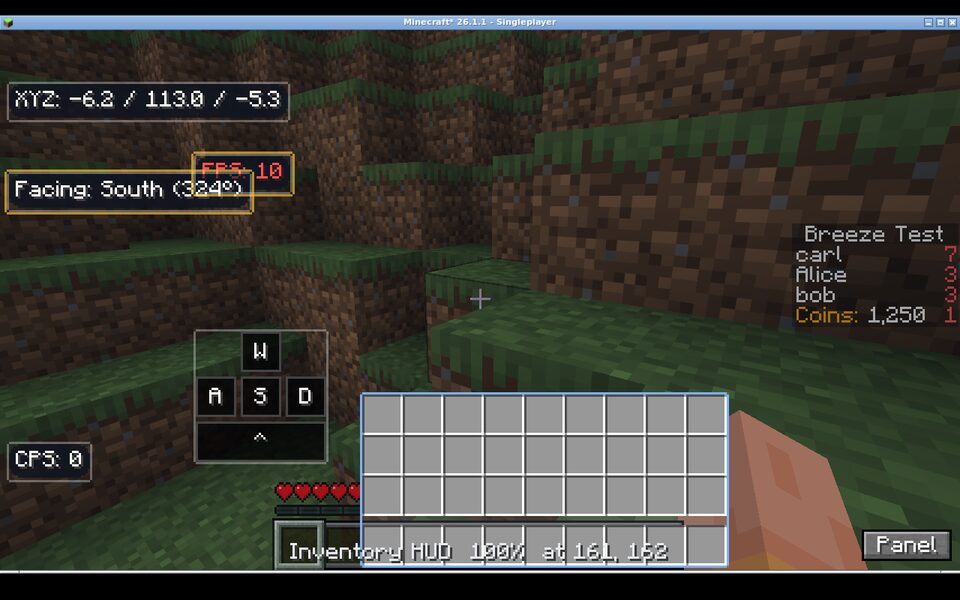 Minecraft* 26.1.1 - Singleplayer
XYZ: -6.2 / 113.0 / -5.3
FPS: 10
Facing: South (324°)
Breeze Test
carl 7
Alice 3
bob 3
Coins: 1,250 1
W
A S D
^
CPS: 0
Inventory HUD 100% at 161, 162
Panel